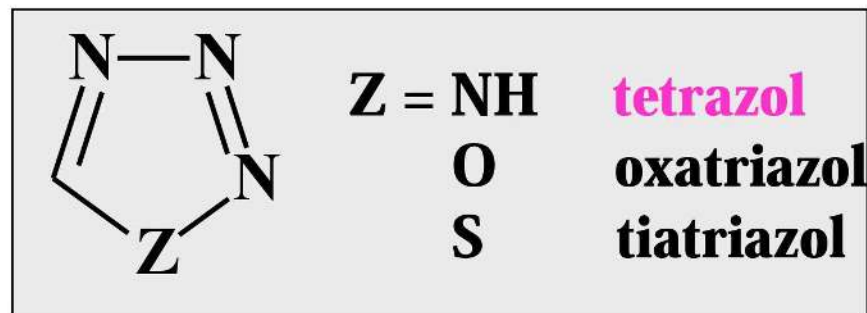 N N
Z = NH tetrazol
N O oxatriazol
Z S tiatriazol